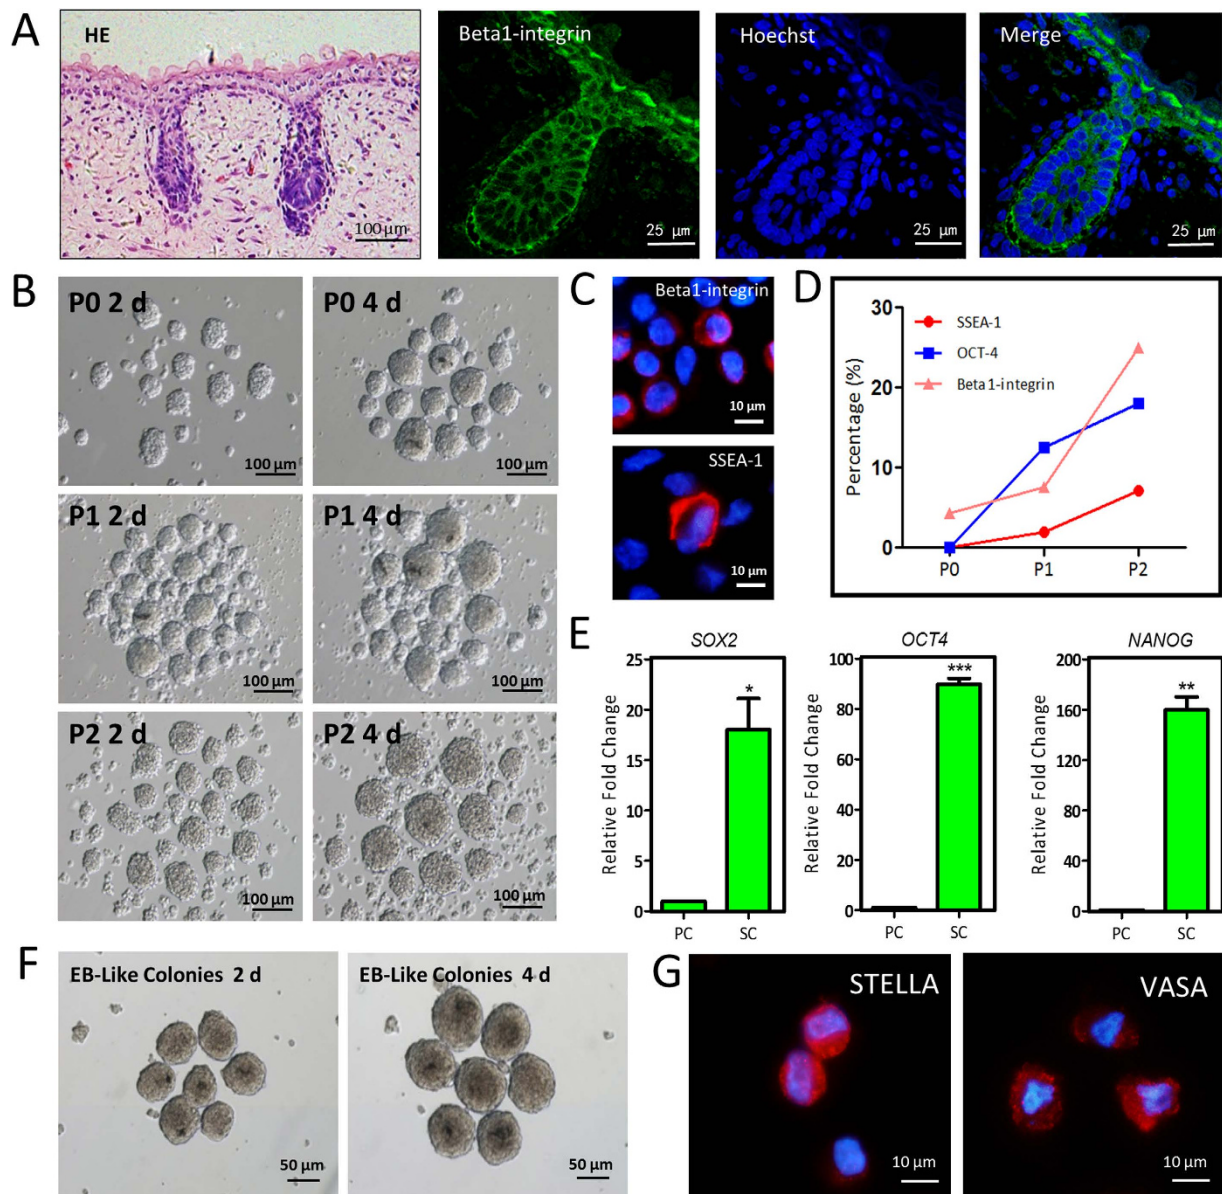 A
HE
100 μm
Beta1-integrin
25 μm
Hoechst
25 μm
Merge
25 μm
B
P0 2 d
100 μm
P0 4 d
100 μm
P1 2 d
100 μm
P1 4 d
100 μm
P2 2 d
100 μm
P2 4 d
100 μm
C
Beta1-integrin
10 μm
SSEA-1
10 μm
D
Percentage (%)
30
20
10
0
SSEA-1
OCT-4
Beta1-integrin
P0 P1 P2
E
SOX2
Relative Fold Change
25
20
15
10
5
0
*
PC SC
OCT4
Relative Fold Change
100
80
60
40
20
0
***
PC SC
NANOG
Relative Fold Change
200
160
120
80
40
0
**
PC SC
F
EB-Like Colonies 2 d
50 μm
EB-Like Colonies 4 d
50 μm
G
STELLA
10 μm
VASA
10 μm